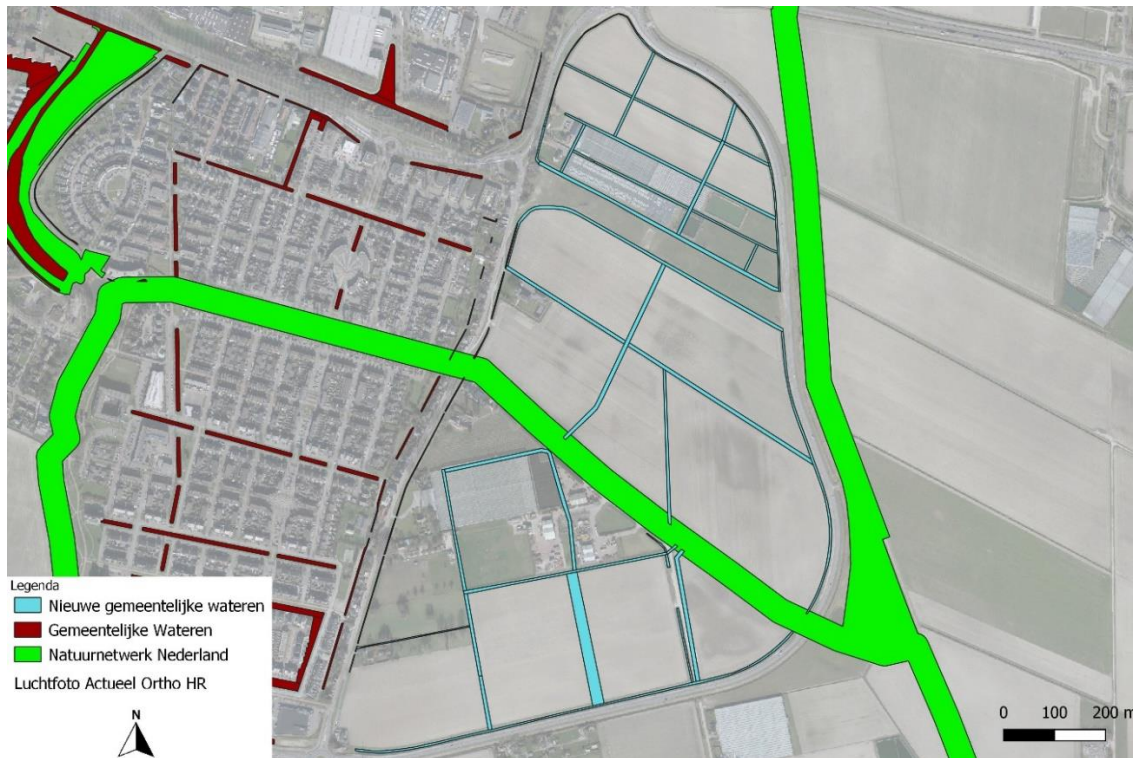 Legenda
Nieuwe gemeentelijke wateren
Gemeentelijke Wateren
Natuurnetwerk Nederland
Luchtfoto Actueel Ortho HR
N
0 100 200 m